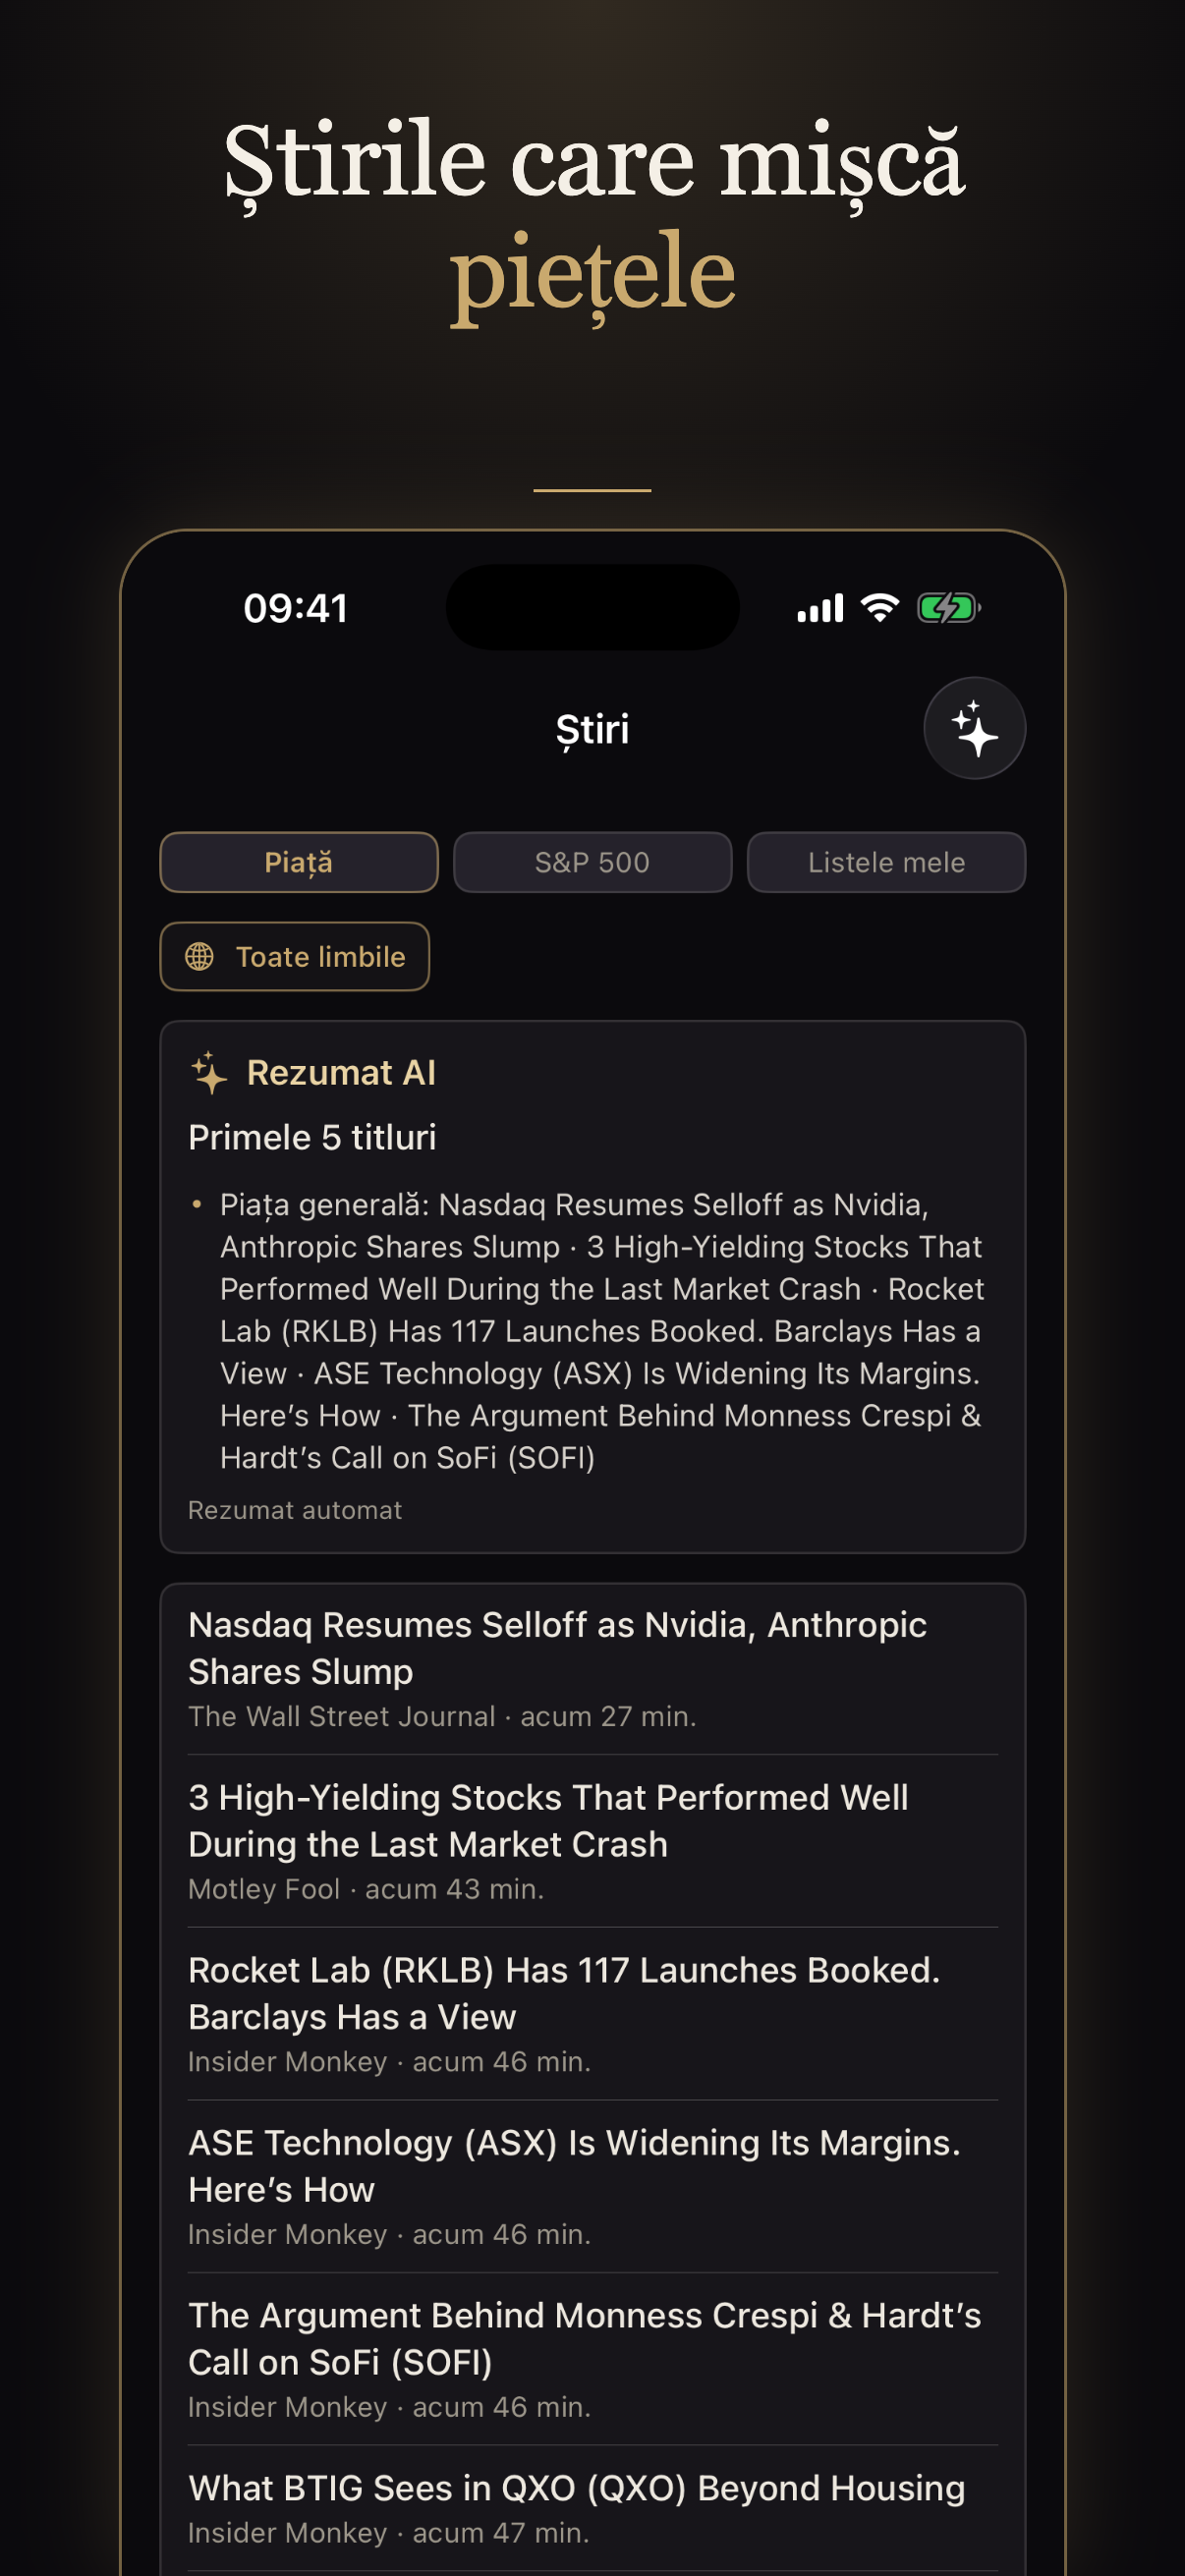 Știrile care mișcă
piețele
09:41
Știri
Piață
S&P 500
Listele mele
Toate limbile
Rezumat AI
Primele 5 titluri
• Piața generală: Nasdaq Resumes Selloff as Nvidia,
Anthropic Shares Slump · 3 High-Yielding Stocks That
Performed Well During the Last Market Crash · Rocket
Lab (RKLB) Has 117 Launches Booked. Barclays Has a
View · ASE Technology (ASX) Is Widening Its Margins.
Here’s How · The Argument Behind Monness Crespi &
Hardt’s Call on SoFi (SOFI)
Rezumat automat
Nasdaq Resumes Selloff as Nvidia, Anthropic
Shares Slump
The Wall Street Journal · acum 27 min.
3 High-Yielding Stocks That Performed Well
During the Last Market Crash
Motley Fool · acum 43 min.
Rocket Lab (RKLB) Has 117 Launches Booked.
Barclays Has a View
Insider Monkey · acum 46 min.
ASE Technology (ASX) Is Widening Its Margins.
Here’s How
Insider Monkey · acum 46 min.
The Argument Behind Monness Crespi & Hardt’s
Call on SoFi (SOFI)
Insider Monkey · acum 46 min.
What BTIG Sees in QXO (QXO) Beyond Housing
Insider Monkey · acum 47 min.